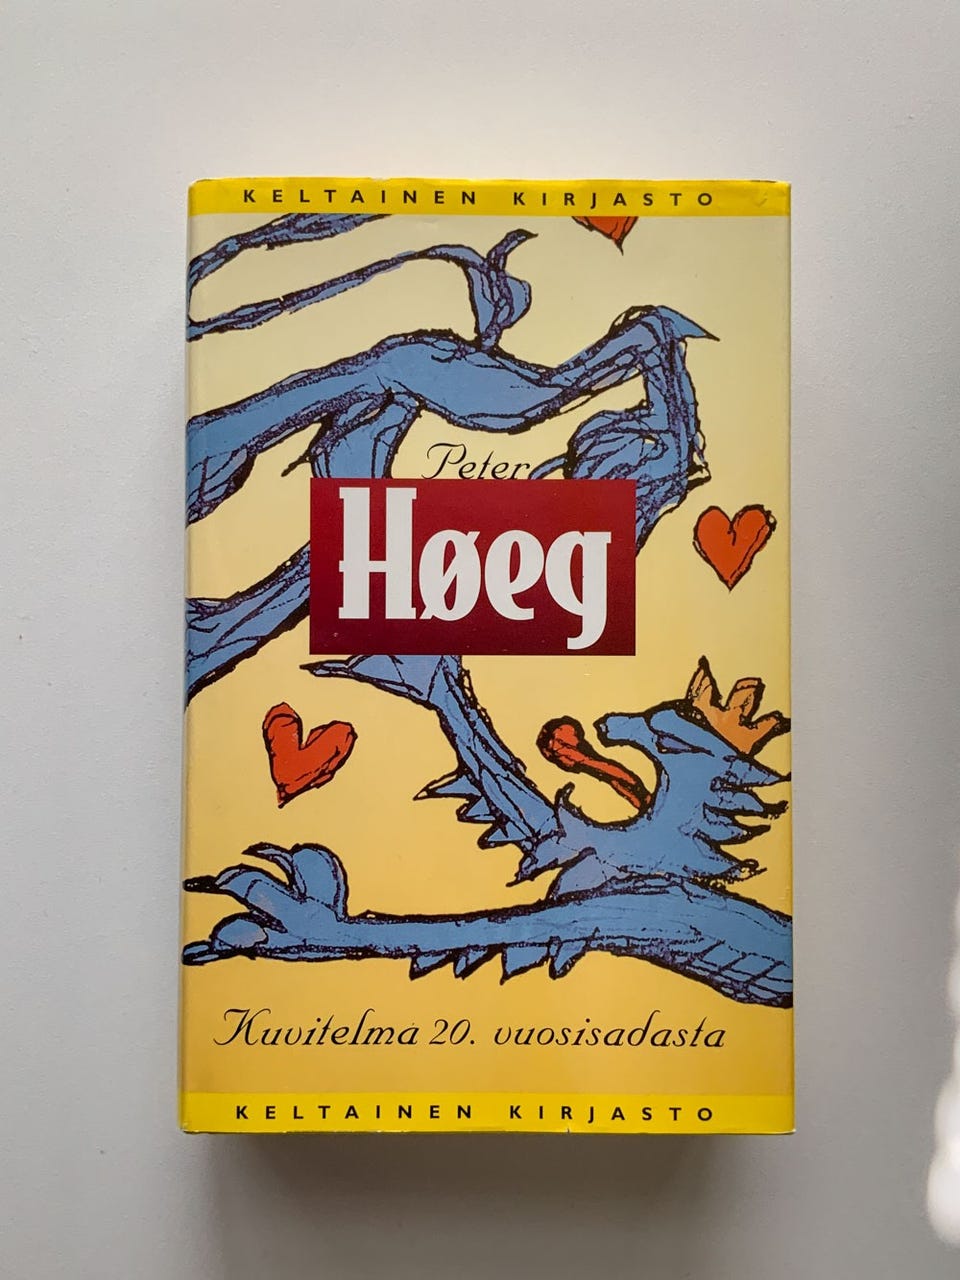 KELTAINEN KIRJASTO
Peter
Høeg
Kuvitelma 20. vuosisadasta
KELTAINEN KIRJASTO